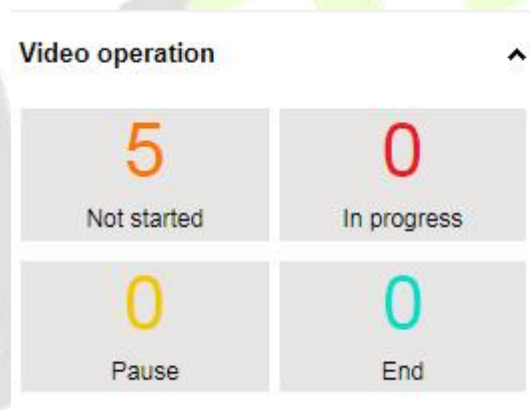 Video operation
5
0
Not started
In progress
0
0
Pause
End